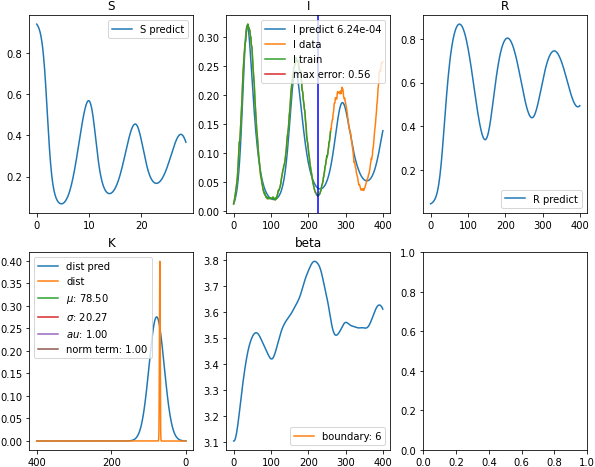 S
I
R
S predict
I predict 6.24e-04
I data
I train
max error: 0.56
R predict
0.8
0.6
0.4
0.2
0.30
0.25
0.20
0.15
0.10
0.05
0.00
0.8
0.6
0.4
0.2
0 10 20
0 100 200 300 400
0 100 200 300 400
K
beta
dist pred
dist
μ: 78.50
σ: 20.27
au: 1.00
norm term: 1.00
boundary: 6
0.40
0.35
0.30
0.25
0.20
0.15
0.10
0.05
0.00
3.8
3.7
3.6
3.5
3.4
3.3
3.2
3.1
1.0
0.8
0.6
0.4
0.2
0.0
400 200 0
0 100 200 300 400
0.0 0.2 0.4 0.6 0.8 1.0